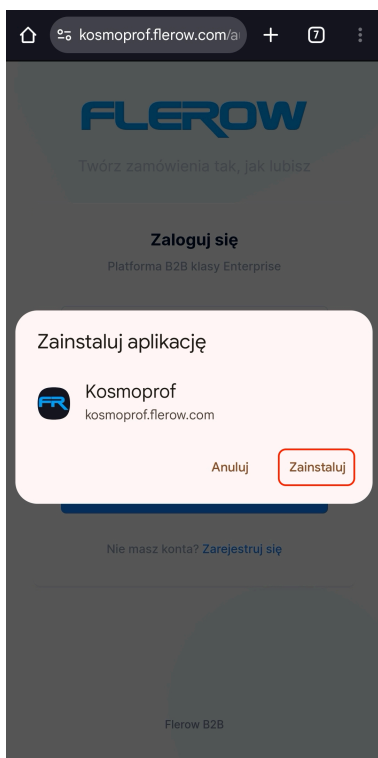 kosmoprof.flerow.com/a
7
FLEROW
Twórz zamówienia tak, jak lubisz
Zaloguj się
Platforma B2B klasy Enterprise
Zainstaluj aplikację
FR
Kosmoprof
kosmoprof.flerow.com
Anuluj
Zainstaluj
Nie masz konta? Zarejestruj się
Flerow B2B